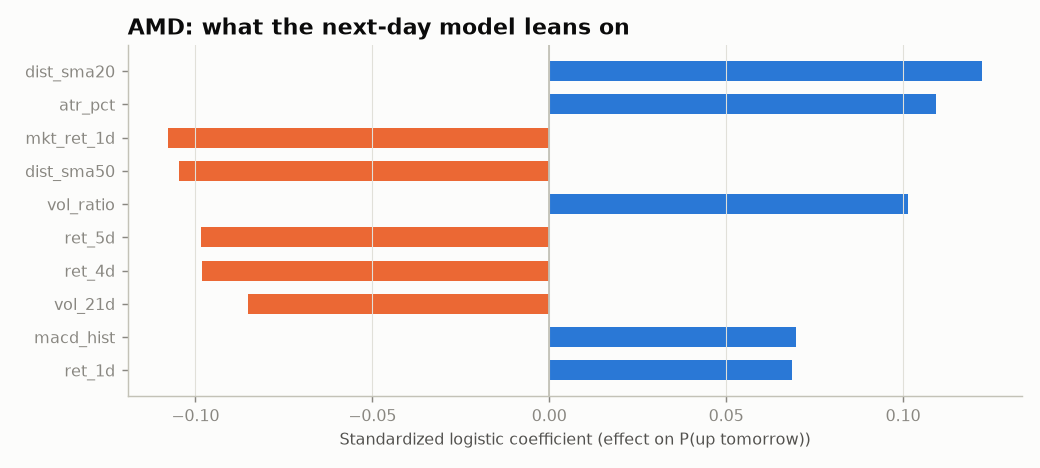 AMD: what the next-day model leans on
dist_sma20
atr_pct
mkt_ret_1d
dist_sma50
vol_ratio
ret_5d
ret_4d
vol_21d
macd_hist
ret_1d
−0.10 −0.05 0.00 0.05 0.10
Standardized logistic coefficient (effect on P(up tomorrow))